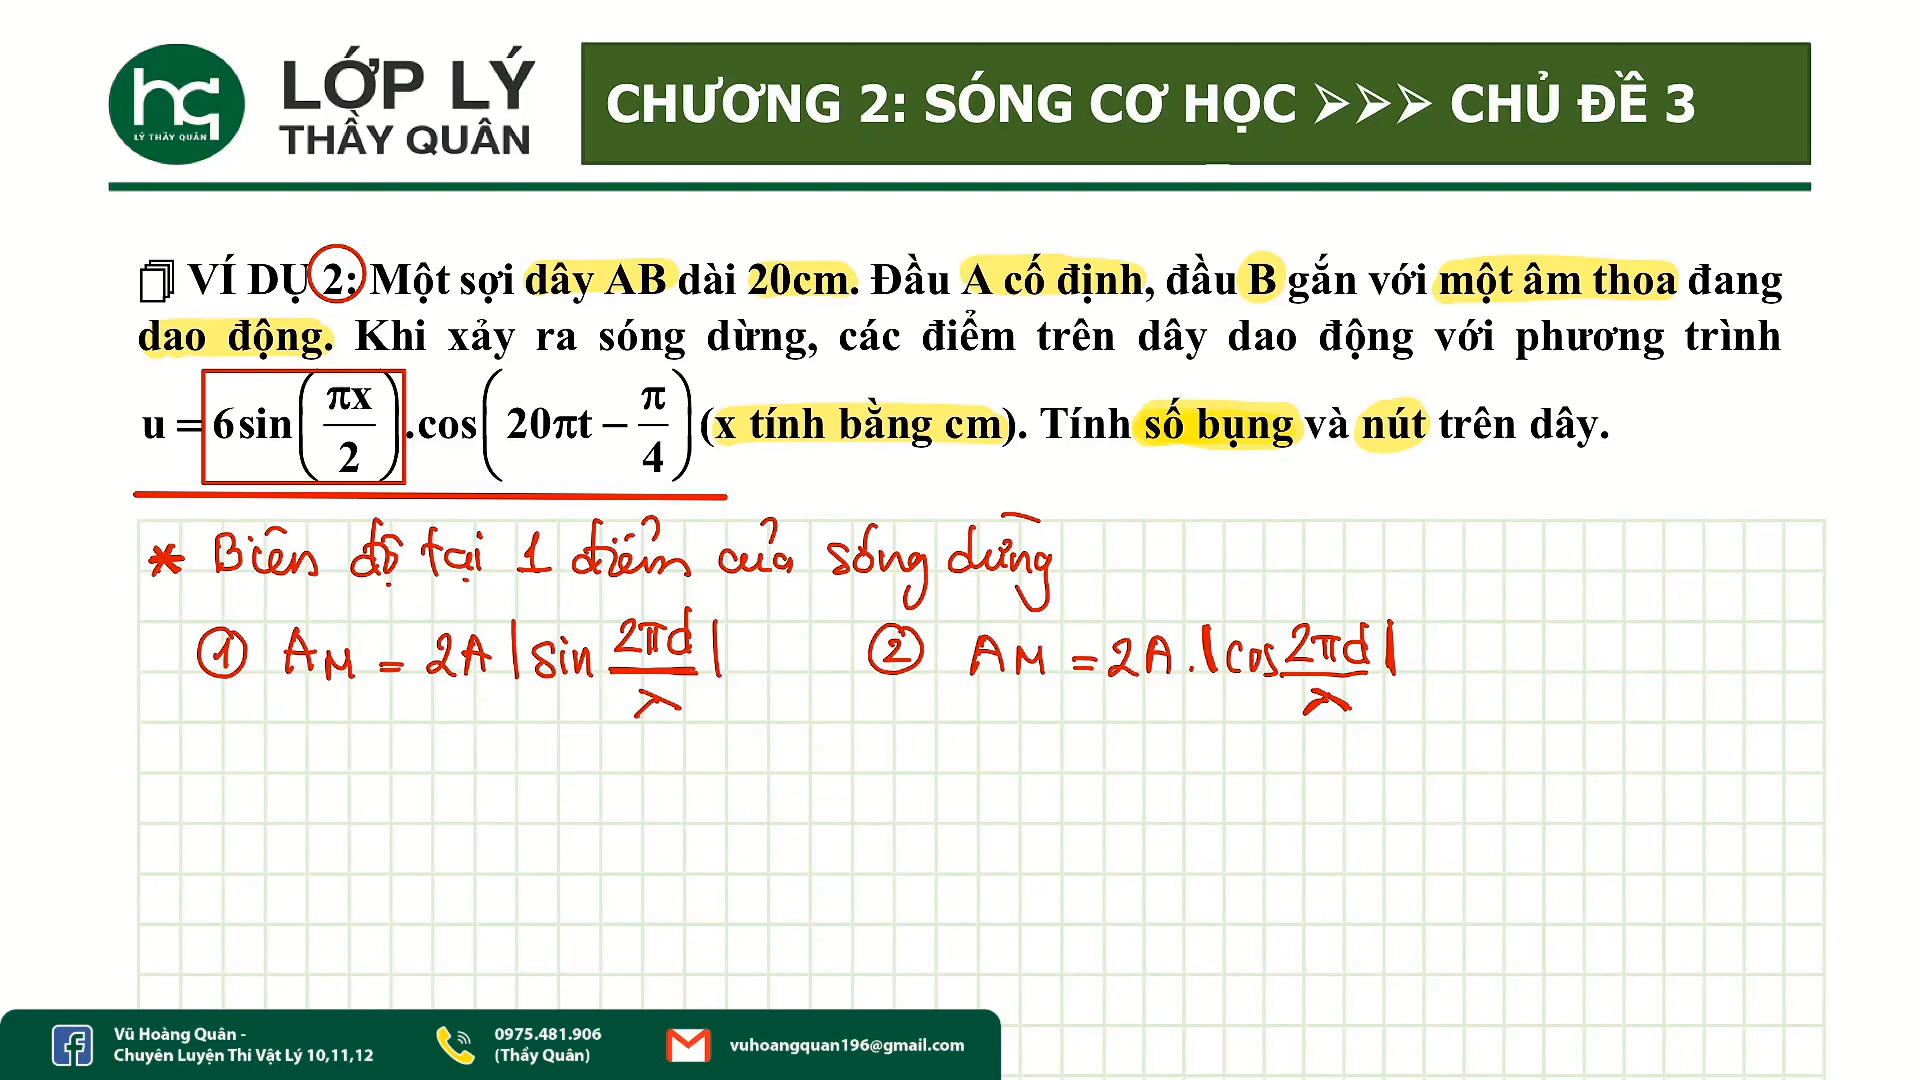 hq
LÝ THẦY QUÂN
LỚP LÝ
THẦY QUÂN
CHƯƠNG 2: SÓNG CƠ HỌC ➢➢➢ CHỦ ĐỀ 3
VÍ DỤ 2: Một sợi dây AB dài 20cm. Đầu A cố định, đầu B gắn với một âm thoa đang
dao động. Khi xảy ra sóng dừng, các điểm trên dây dao động với phương trình
u = 6sin(πx/2).cos(20πt − π/4) (x tính bằng cm). Tính số bụng và nút trên dây.
* Biên độ tại 1 điểm của sóng dừng
① AM = 2A |sin 2πd/λ|
② AM = 2A.|cos 2πd/λ|
Vũ Hoàng Quân -
Chuyên Luyện Thi Vật Lý 10,11,12
0975.481.906
(Thầy Quân)
vuhoangquan196@gmail.com